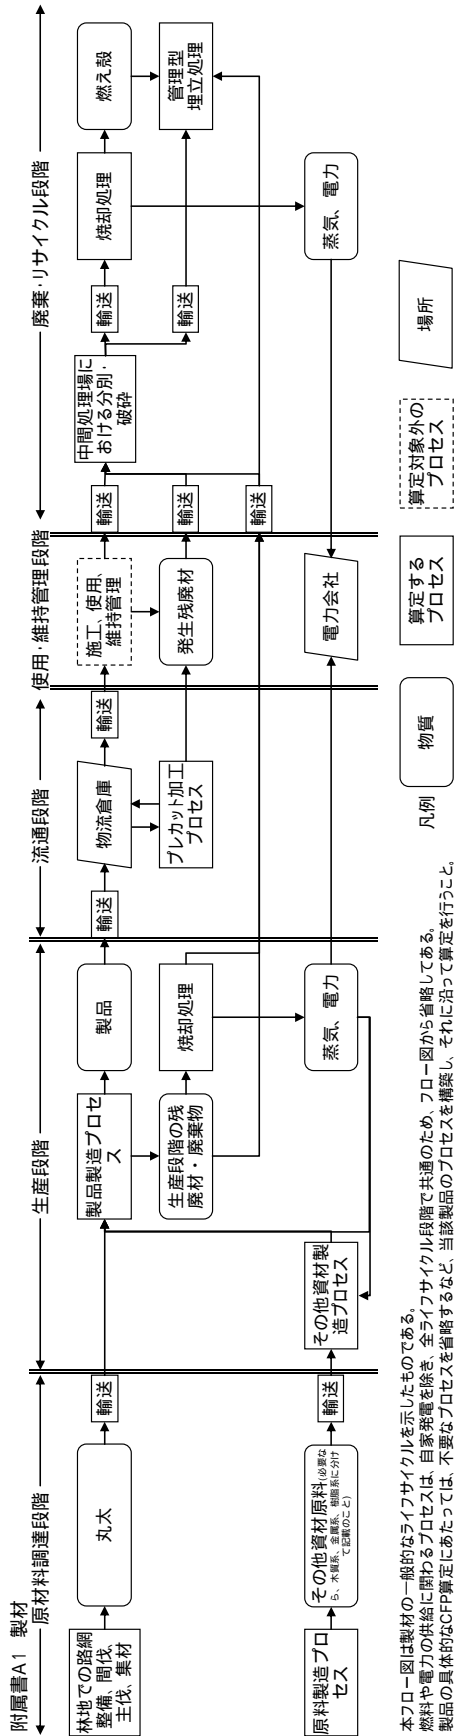 附属書A1　製材
原材料調達段階
生産段階
流通段階
使用・維持管理段階
廃棄・リサイクル段階
林地での路網
整備、間伐、
主伐、集材
丸太
輸送
製品製造プロセ
ス
製品
輸送
物流倉庫
輸送
施工、使用、
維持管理
輸送
中間処理場に
おける分別・
破砕
輸送
焼却処理
燃え殻
生産段階の残
廃材・廃棄物
焼却処理
プレカット加工
プロセス
発生残廃材
輸送
輸送
管理型
埋立処理
輸送
原料製造プロ
セス
その他資材原料(必要な
ら、木質系、金属系、樹脂系に分け
て記載のこと)
輸送
その他資材製
造プロセス
蒸気、電力
電力会社
蒸気、電力
本フロー図は製材の一般的なライフサイクルを示したものである。
燃料や電力の供給に関わるプロセスは、自家発電を除き、全ライフサイクル段階で共通のため、フロー図から省略してある。
製品の具体的なCFP算定にあたっては、不要なプロセスを省略するなど、当該製品のプロセスを構築し、それに沿って算定を行うこと。
凡例
物質
算定する
プロセス
算定対象外の
プロセス
場所